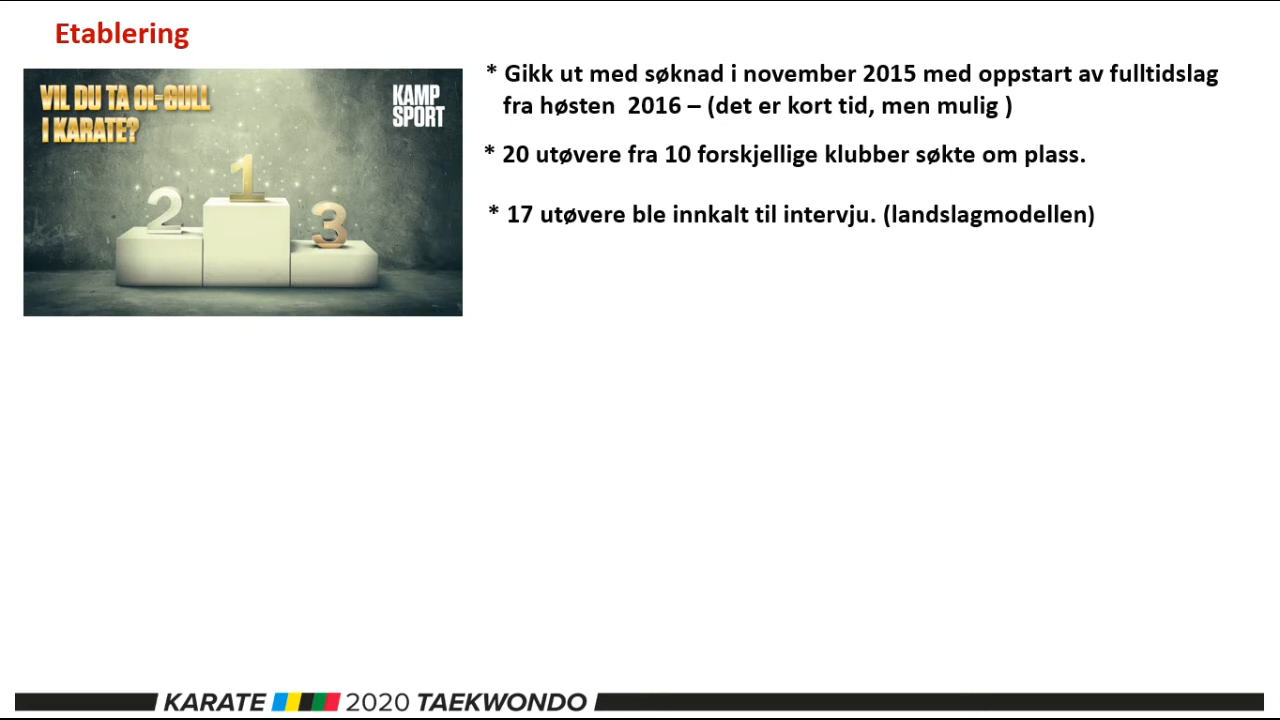 Etablering
VIL DU TA OL-GULL
I KARATE?
KAMP
SPORT
1
2
3
* Gikk ut med søknad i november 2015 med oppstart av fulltidslag
fra høsten 2016 – (det er kort tid, men mulig )
* 20 utøvere fra 10 forskjellige klubber søkte om plass.
* 17 utøvere ble innkalt til intervju. (landslagmodellen)
KARATE 2020 TAEKWONDO